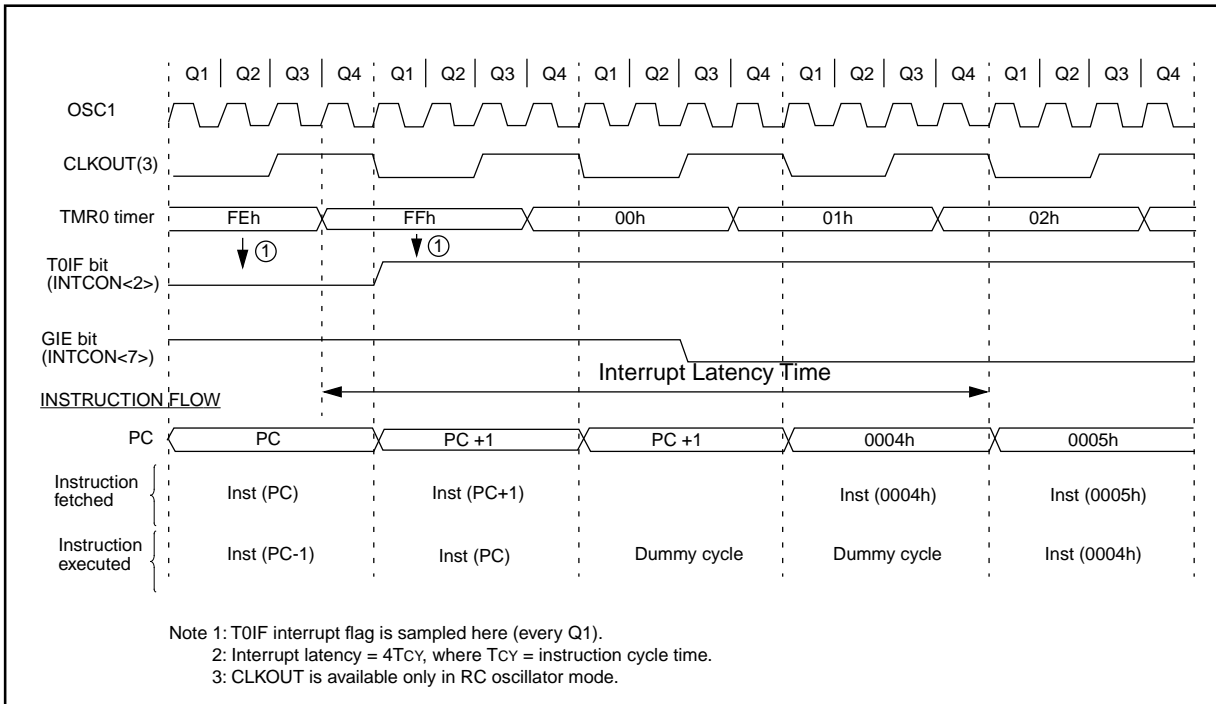 Q1 Q2 Q3 Q4 Q1 Q2 Q3 Q4 Q1 Q2 Q3 Q4 Q1 Q2 Q3 Q4 Q1 Q2 Q3 Q4
OSC1
CLKOUT(3)
TMR0 timer FEh FFh 00h 01h 02h
① ①
T0IF bit
(INTCON<2>)
GIE bit
(INTCON<7>)
Interrupt Latency Time
INSTRUCTION FLOW
PC PC PC +1 PC +1 0004h 0005h
Instruction
fetched
Inst (PC) Inst (PC+1) Inst (0004h) Inst (0005h)
Instruction
executed
Inst (PC-1) Inst (PC) Dummy cycle Dummy cycle Inst (0004h)
Note 1: T0IF interrupt flag is sampled here (every Q1).
2: Interrupt latency = 4TCY, where TCY = instruction cycle time.
3: CLKOUT is available only in RC oscillator mode.